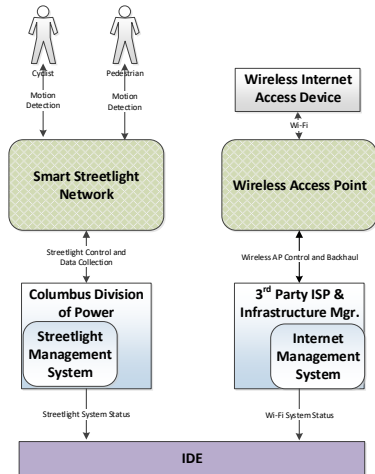 Cyclist
Pedestrian
Motion
Detection
Motion
Detection
Wireless Internet
Access Device
Wi-Fi
Smart Streetlight
Network
Wireless Access Point
Streetlight Control and
Data Collection
Wireless AP Control and Backhaul
Columbus Division
of Power
Streetlight
Management
System
3rd Party ISP &
Infrastructure Mgr.
Internet
Management
System
Streetlight System Status
Wi-Fi System Status
IDE